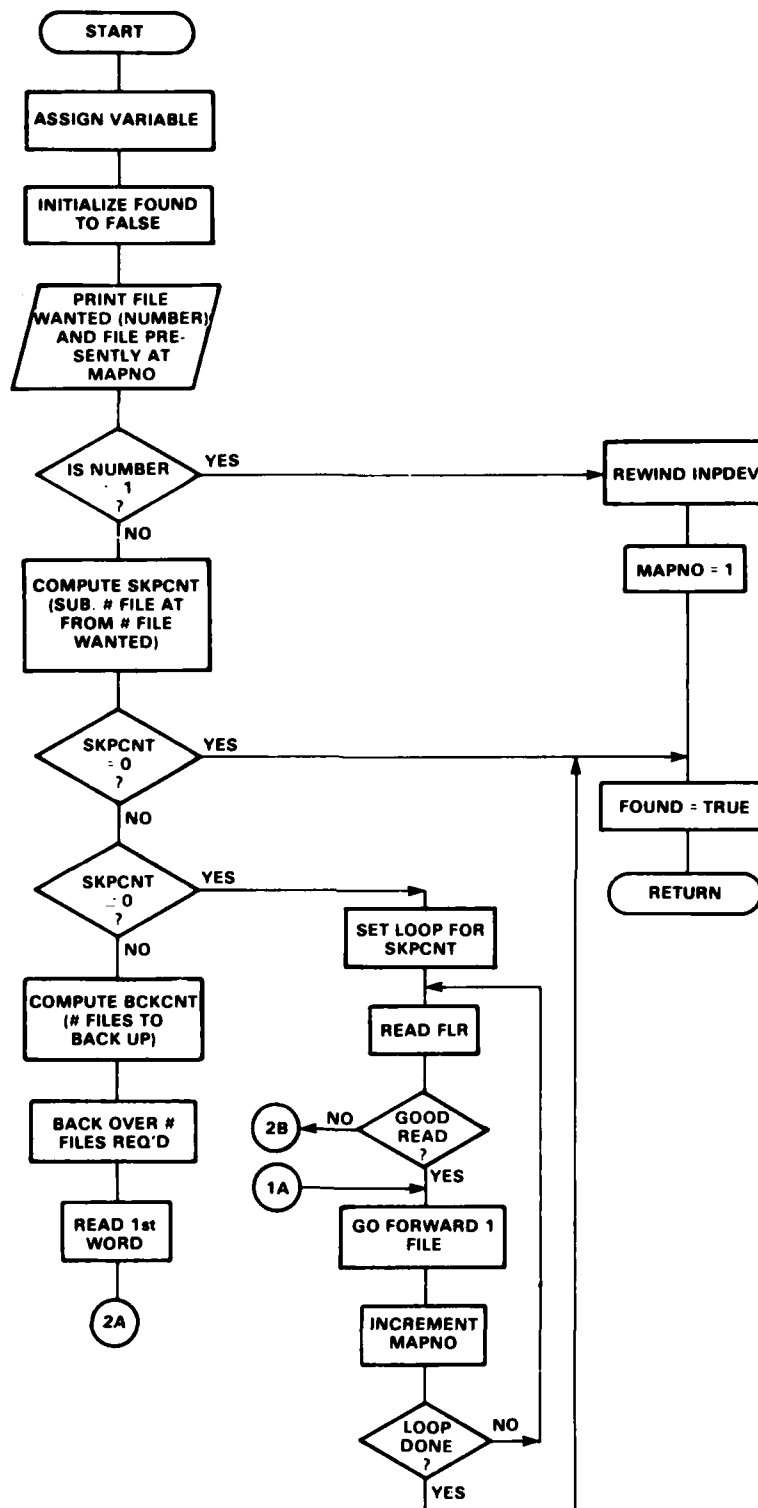 START
ASSIGN VARIABLE
INITIALIZE FOUND
TO FALSE
PRINT FILE
WANTED (NUMBER)
AND FILE PRE-
SENTLY AT
MAPNO
IS NUMBER
1
?
YES
NO
REWIND INPDEV
MAPNO = 1
COMPUTE SKPCNT
(SUB. # FILE AT
FROM # FILE
WANTED)
SKPCNT
= 0
?
YES
NO
FOUND = TRUE
RETURN
SKPCNT
0
?
YES
NO
SET LOOP FOR
SKPCNT
COMPUTE BCKCNT
(# FILES TO
BACK UP)
READ FLR
BACK OVER #
FILES REQ'D
2B
NO
GOOD
READ
?
YES
1A
READ 1st
WORD
GO FORWARD 1
FILE
2A
INCREMENT
MAPNO
LOOP
DONE
?
NO
YES